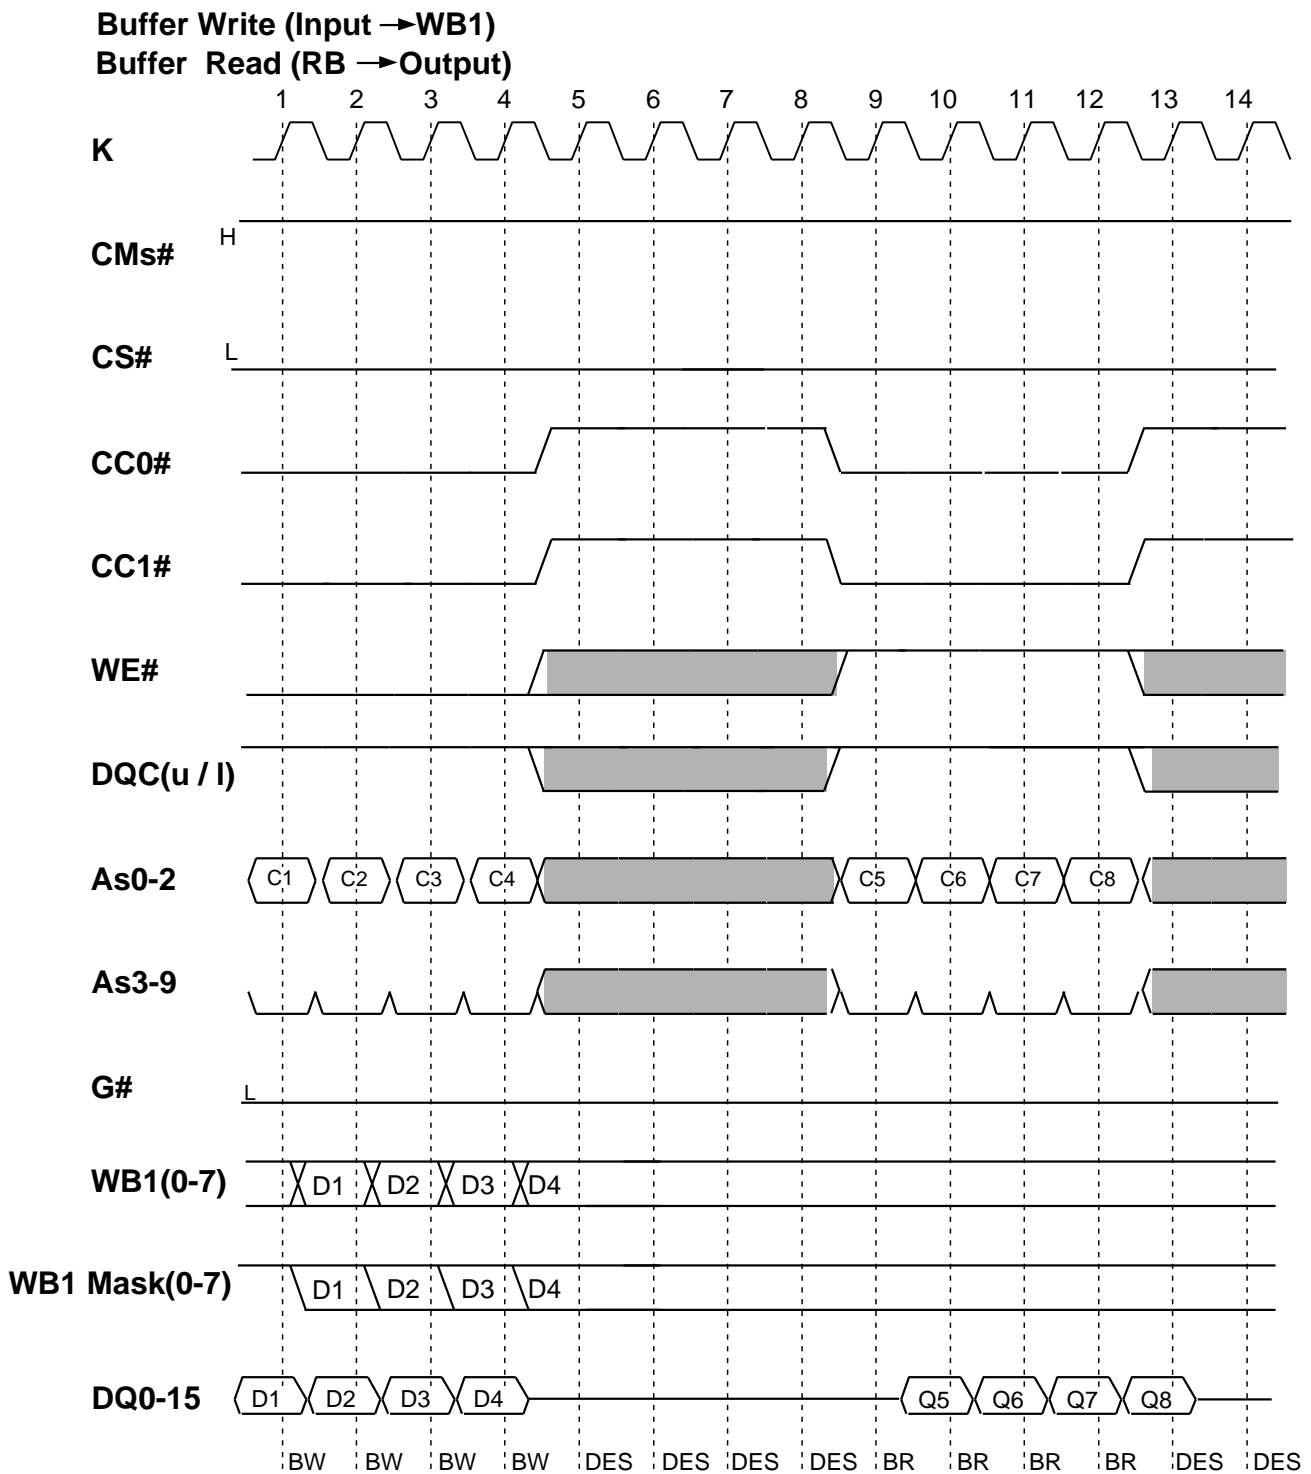 Buffer Write (Input →WB1)
Buffer Read (RB →Output)
1 2 3 4 5 6 7 8 9 10 11 12 13 14
K
H
CMs#
L
CS#
CC0#
CC1#
WE#
DQC(u / l)
As0-2 C1 C2 C3 C4 C5 C6 C7 C8
As3-9
G# L
WB1(0-7) D1 D2 D3 D4
WB1 Mask(0-7) D1 D2 D3 D4
DQ0-15 D1 D2 D3 D4 Q5 Q6 Q7 Q8
BW BW BW BW DES DES DES DES BR BR BR BR DES DES